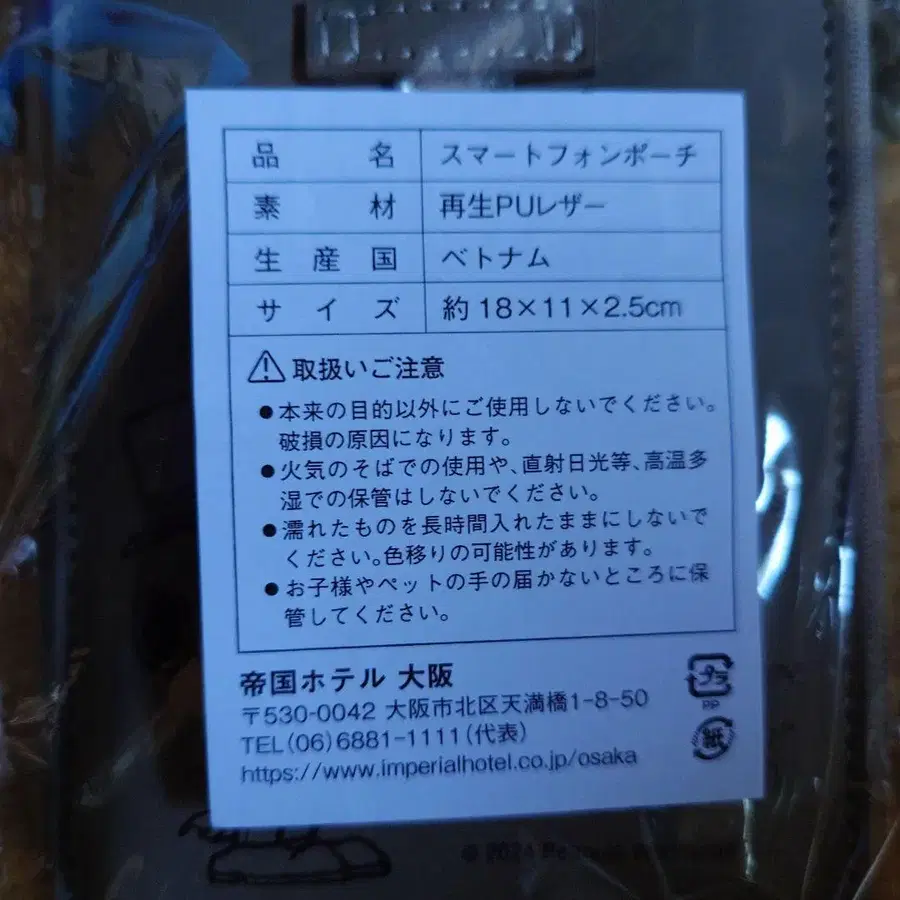 品名 スマートフォンポーチ
素材 再生PUレザー
生産国 ベトナム
サイズ 約18×11×2.5cm
取扱いご注意
●本来の目的以外にご使用しないでください。
破損の原因になります。
●火気のそばでの使用や、直射日光等、高温多
湿での保管はしないでください。
●濡れたものを長時間入れたままにしないで
ください。色移りの可能性があります。
●お子様やペットの手の届かないところに保
管してください。
帝国ホテル 大阪
〒530-0042 大阪市北区天満橋1-8-50
TEL(06)6881-1111(代表)
https://www.imperialhotel.co.jp/osaka
プラ
PP
紙
© 2024